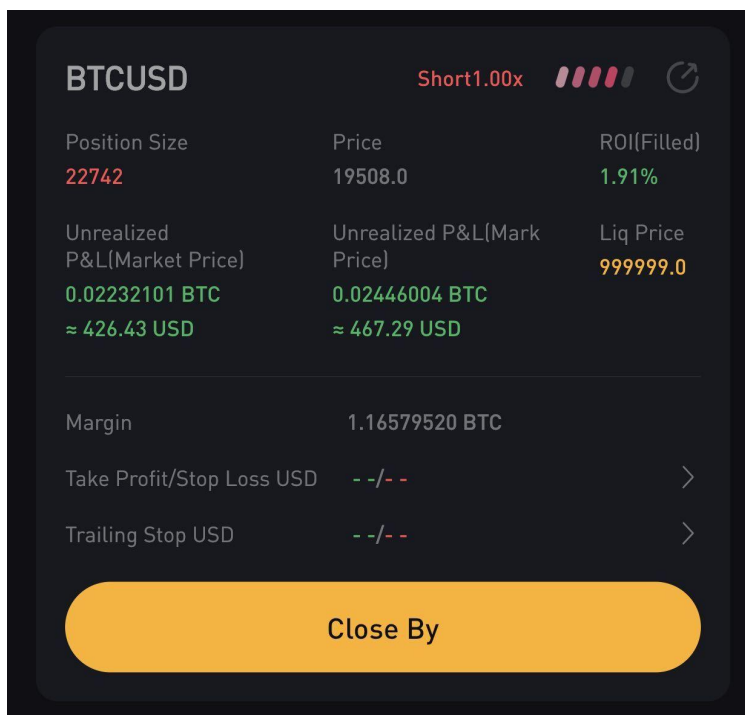 BTCUSD Short1.00x
Position Size Price ROI(Filled)
22742 19508.0 1.91%
Unrealized Unrealized P&L(Mark Liq Price
P&L(Market Price) Price) 999999.0
0.02232101 BTC 0.02446004 BTC
≈ 426.43 USD ≈ 467.29 USD
Margin 1.16579520 BTC
Take Profit/Stop Loss USD - -/- -
Trailing Stop USD - -/- -
Close By